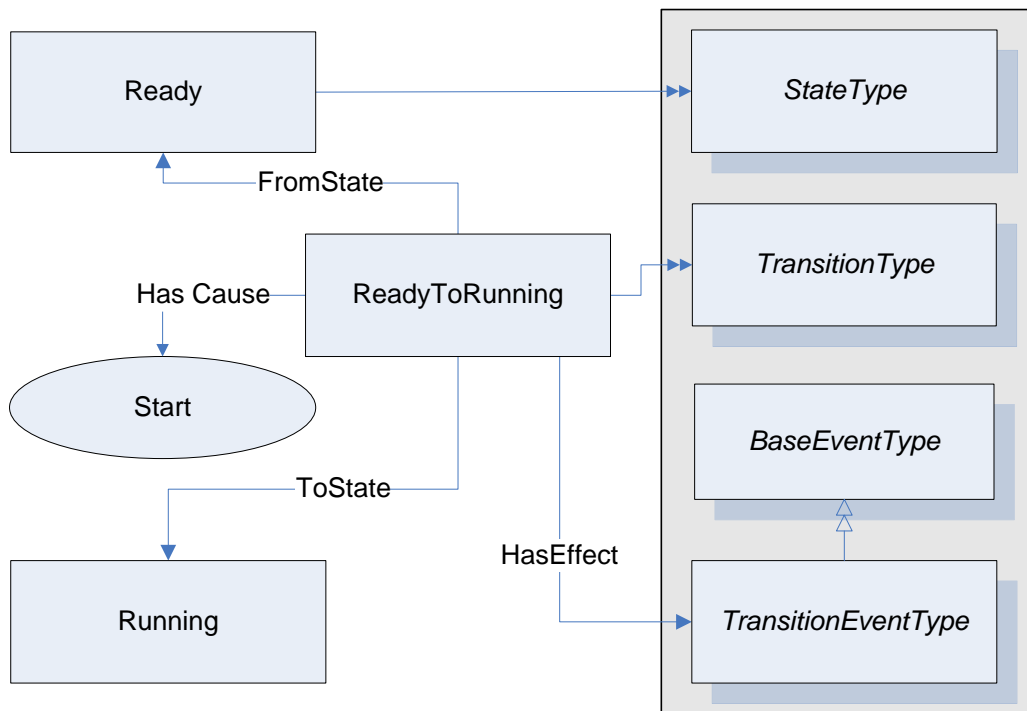 Ready
StateType
FromState
TransitionType
ReadyToRunning
Has Cause
Start
BaseEventType
ToState
HasEffect
Running
TransitionEventType